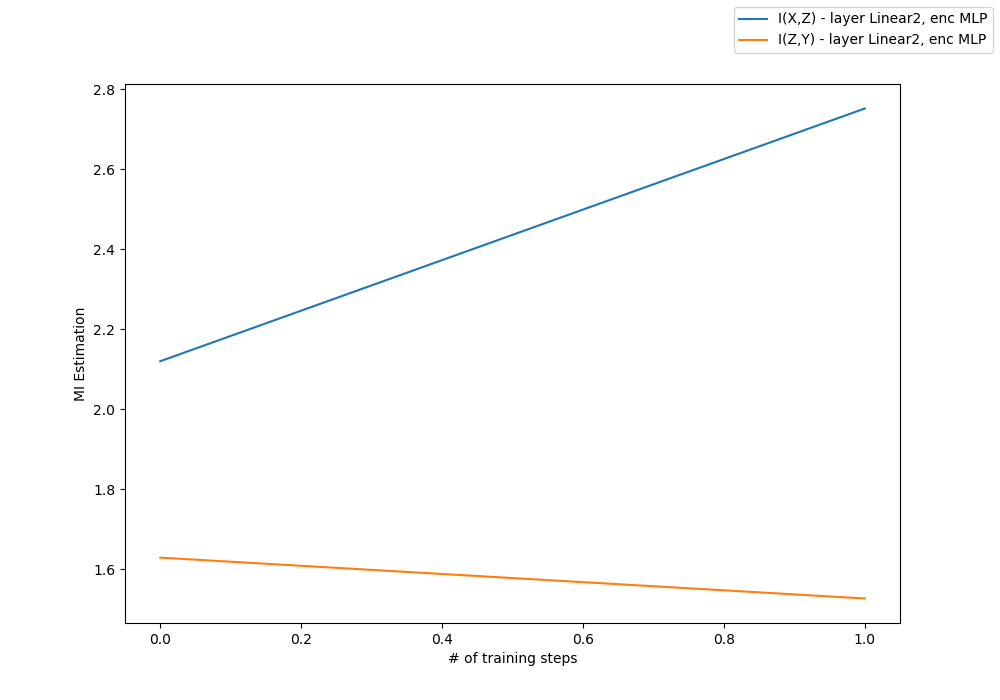 I(X,Z) - layer Linear2, enc MLP
I(Z,Y) - layer Linear2, enc MLP
2.8
2.6
2.4
2.2
2.0
1.8
1.6
MI Estimation
0.0 0.2 0.4 0.6 0.8 1.0
# of training steps